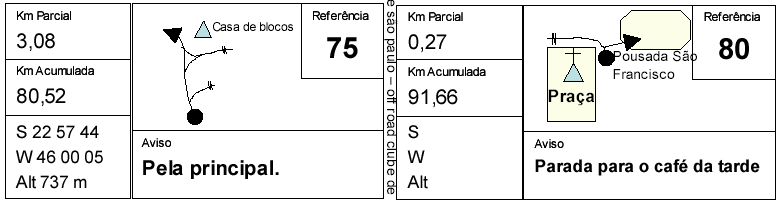 Km Parcial
3,08
Km Acumulada
80,52
S 22 57 44
W 46 00 05
Alt 737 m
Casa de blocos
Referência
75
Aviso
Pela principal.
e são paulo – off road clube de
Km Parcial
0,27
Km Acumulada
91,66
S
W
Alt
Pousada São
Francisco
Praça
Referência
80
Aviso
Parada para o café da tarde